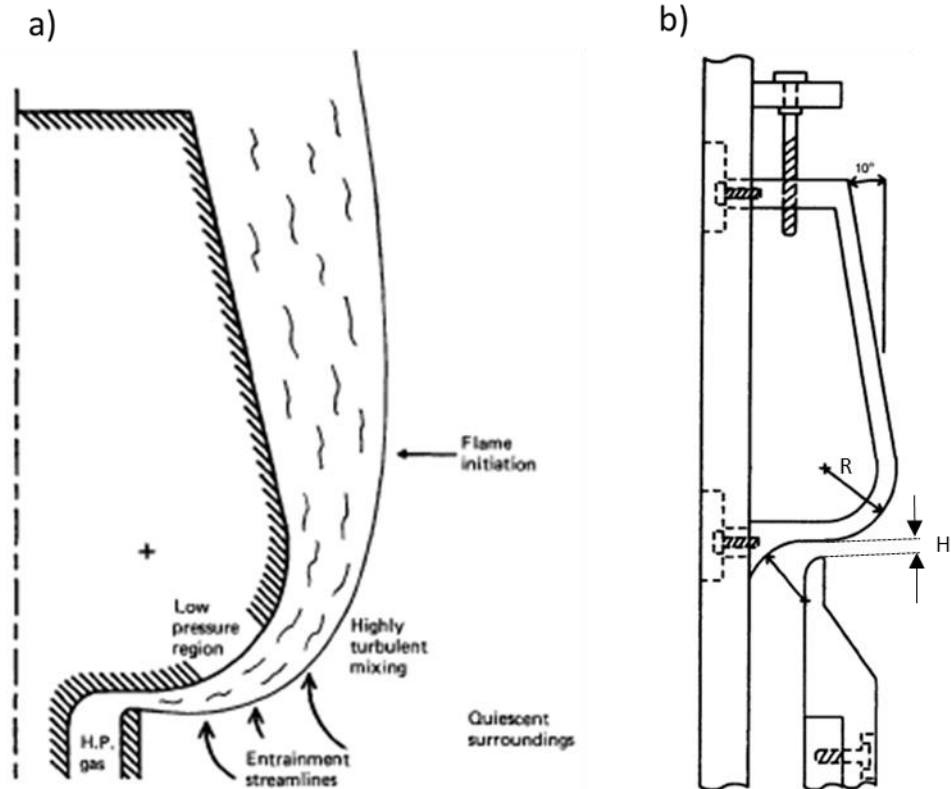 a)
Flame
initiation
Low
pressure
region
Highly
turbulent
mixing
H.P.
gas
Entrainment
streamlines
Quiescent
surroundings
b)
10°
R
H